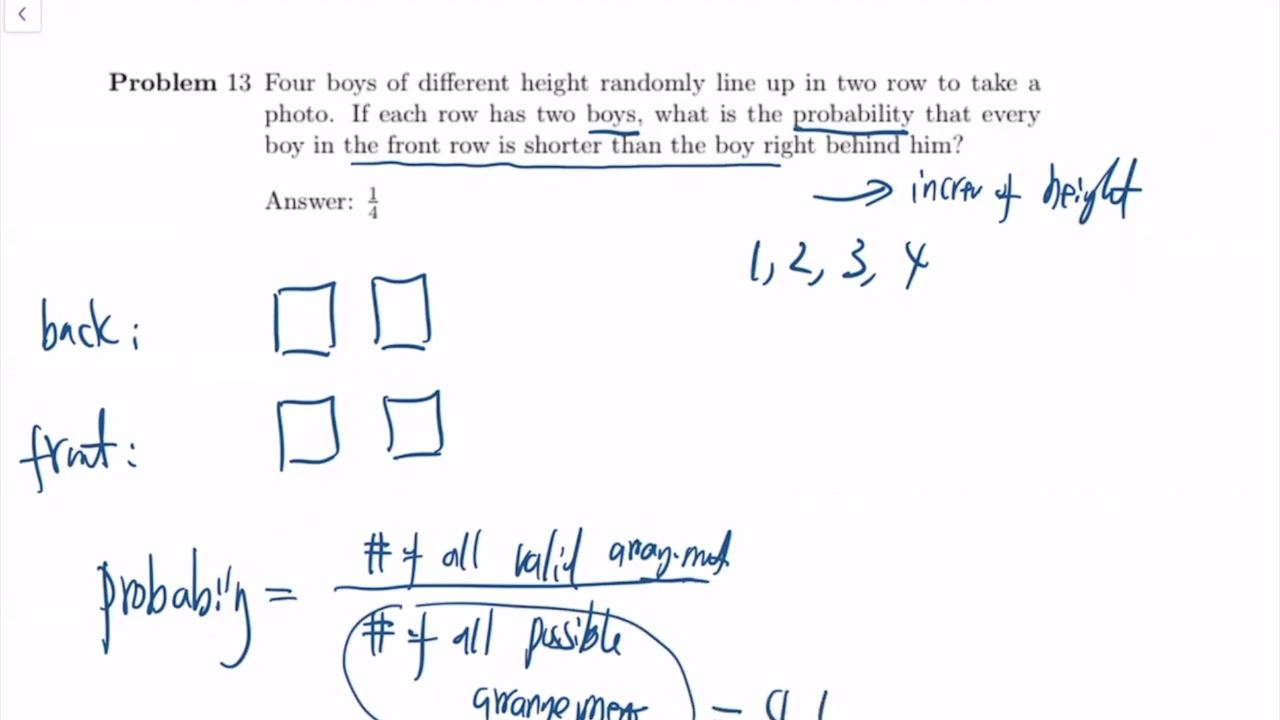 Problem 13 Four boys of different height randomly line up in two row to take a
photo. If each row has two boys, what is the probability that every
boy in the front row is shorter than the boy right behind him?
Answer: 1/4
→ of height
1, 2, 3, 4
back:
front:
# of all valid
probability =
# of all possible
=